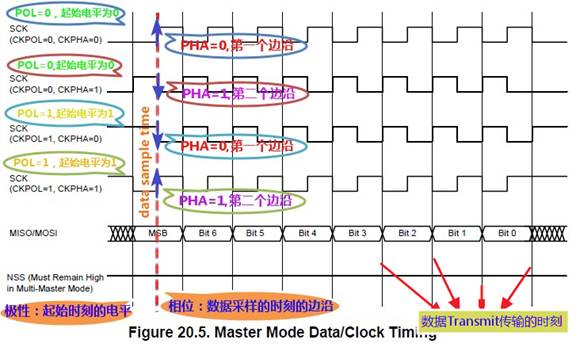 POL=0,起始电平为0
SCK
(CKPOL=0, CKPHA=0)
PHA=0,第一个边沿
POL=0,起始电平为0
SCK
(CKPOL=0, CKPHA=1)
PHA=1,第二个边沿
POL=1,起始电平为1
SCK
(CKPOL=1, CKPHA=0)
PHA=0,第一个边沿
POL=1，起始电平为1
SCK
(CKPOL=1, CKPHA=1)
PHA=1,第二个边沿
data sample time
MISO/MOSI MSB Bit 6 Bit 5 Bit 4 Bit 3 Bit 2 Bit 1 Bit 0
NSS (Must Remain High
in Multi-Master Mode)
极性：起始时刻的电平
相位：数据采样的时刻的边沿
数据Transmit传输的时刻
Figure 20.5. Master Mode Data/Clock Timing